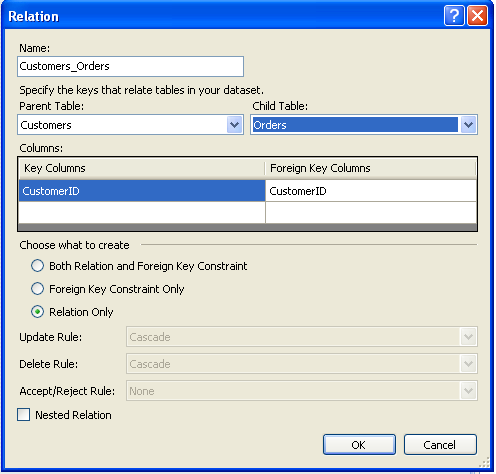 Relation
Name:
Customers_Orders
Specify the keys that relate tables in your dataset.
Parent Table: Child Table:
Customers Orders
Columns:
Key Columns Foreign Key Columns
CustomerID CustomerID
Choose what to create
Both Relation and Foreign Key Constraint
Foreign Key Constraint Only
Relation Only
Update Rule: Cascade
Delete Rule: Cascade
Accept/Reject Rule: None
Nested Relation
OK Cancel